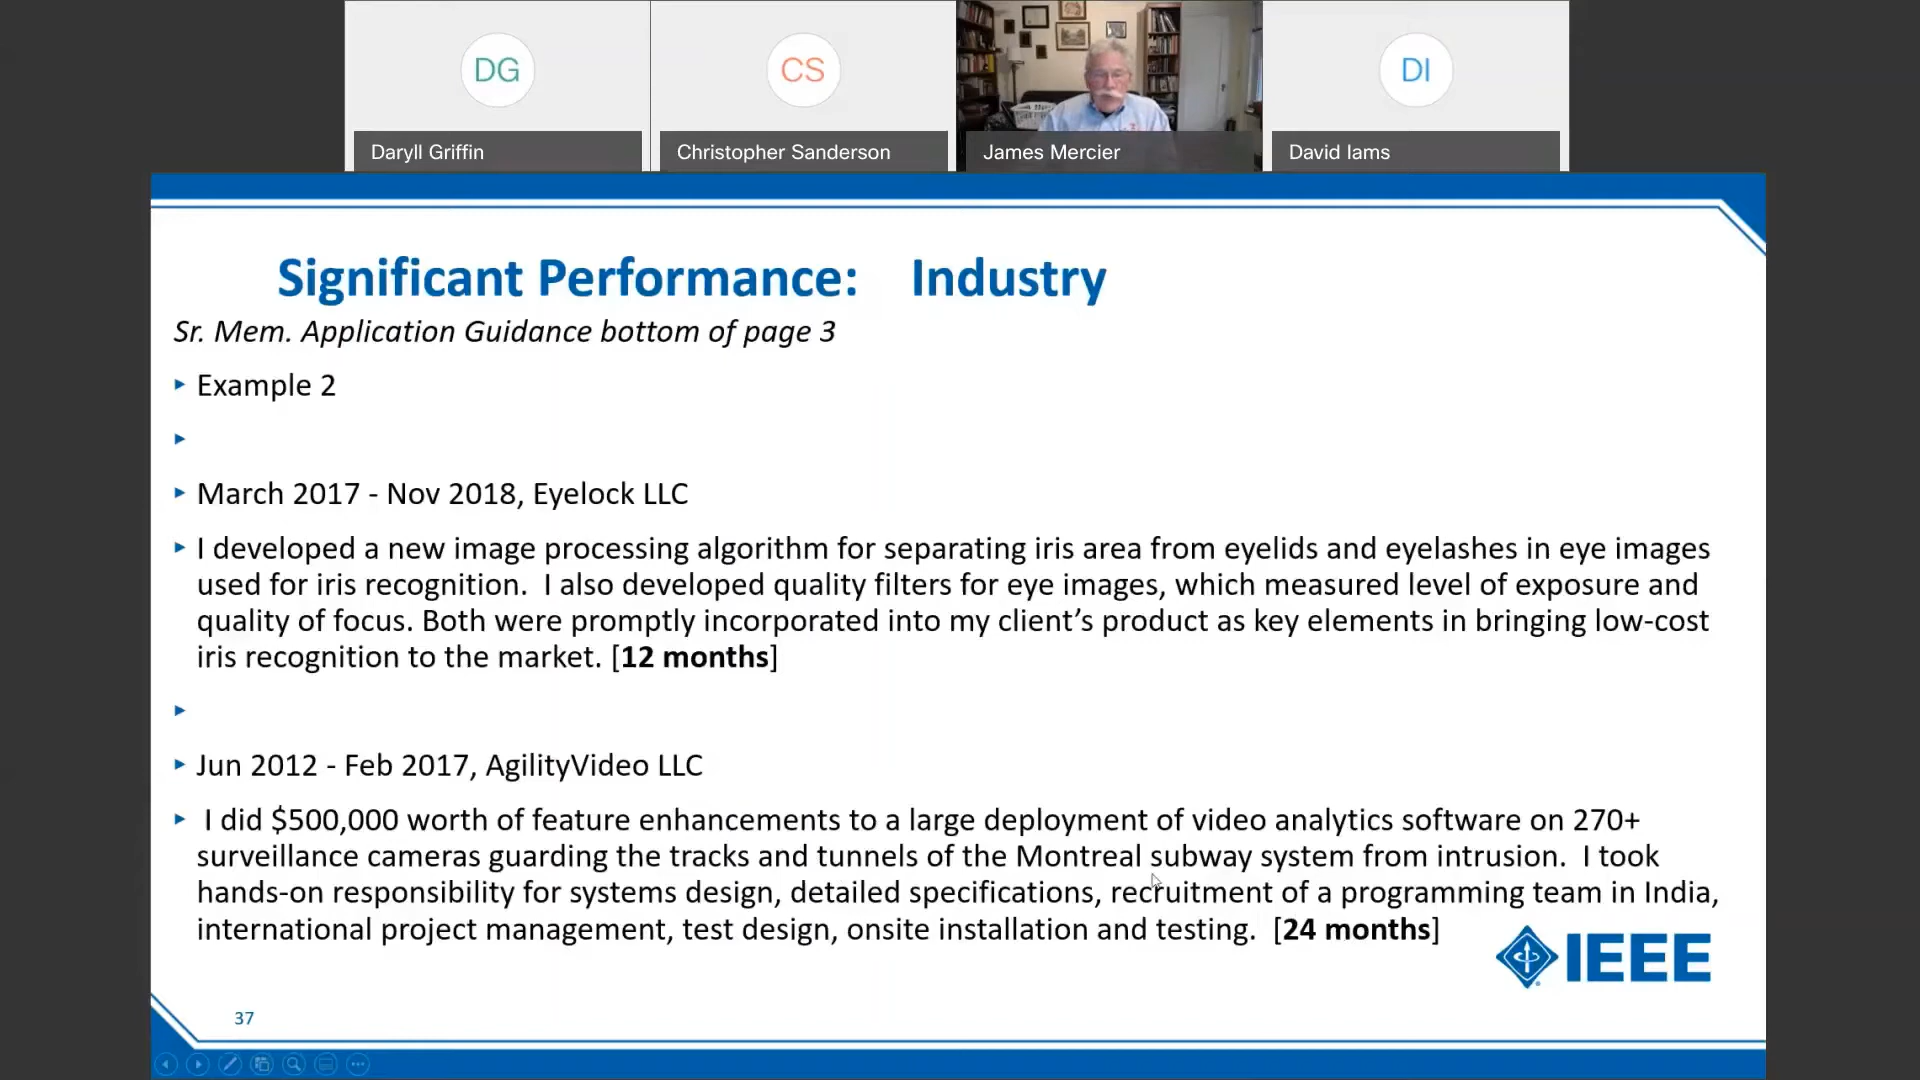 DG
CS
DI
Daryll Griffin
Christopher Sanderson
James Mercier
David Iams
Significant Performance: Industry
Sr. Mem. Application Guidance bottom of page 3
Example 2
March 2017 - Nov 2018, Eyelock LLC
I developed a new image processing algorithm for separating iris area from eyelids and eyelashes in eye images
used for iris recognition. I also developed quality filters for eye images, which measured level of exposure and
quality of focus. Both were promptly incorporated into my client’s product as key elements in bringing low-cost
iris recognition to the market. [12 months]
Jun 2012 - Feb 2017, AgilityVideo LLC
I did $500,000 worth of feature enhancements to a large deployment of video analytics software on 270+
surveillance cameras guarding the tracks and tunnels of the Montreal subway system from intrusion. I took
hands-on responsibility for systems design, detailed specifications, recruitment of a programming team in India,
international project management, test design, onsite installation and testing. [24 months]
IEEE
37